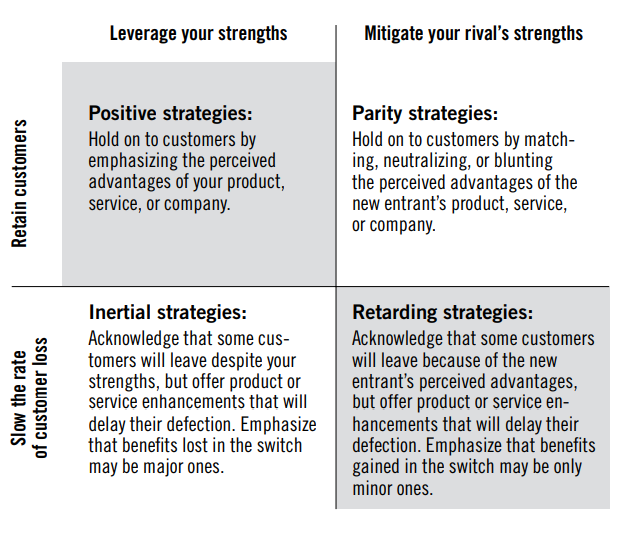 Leverage your strengths
Mitigate your rival's strengths
Retain customers
Positive strategies:
Hold on to customers by
emphasizing the perceived
advantages of your product,
service, or company.
Parity strategies:
Hold on to customers by match-
ing, neutralizing, or blunting
the perceived advantages of the
new entrant's product, service,
or company.
Slow the rate
of customer loss
Inertial strategies:
Acknowledge that some cus-
tomers will leave despite your
strengths, but offer product or
service enhancements that will
delay their defection. Emphasize
that benefits lost in the switch
may be major ones.
Retarding strategies:
Acknowledge that some customers
will leave because of the new
entrant's perceived advantages,
but offer product or service en-
hancements that will delay their
defection. Emphasize that benefits
gained in the switch may be only
minor ones.